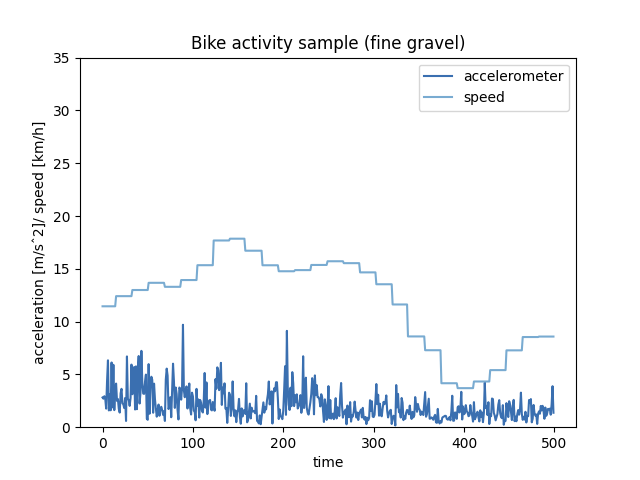 Bike activity sample (fine gravel)
accelerometer
speed
acceleration [m/s^2]/ speed [km/h]
35
30
25
20
15
10
5
0
0 100 200 300 400 500
time